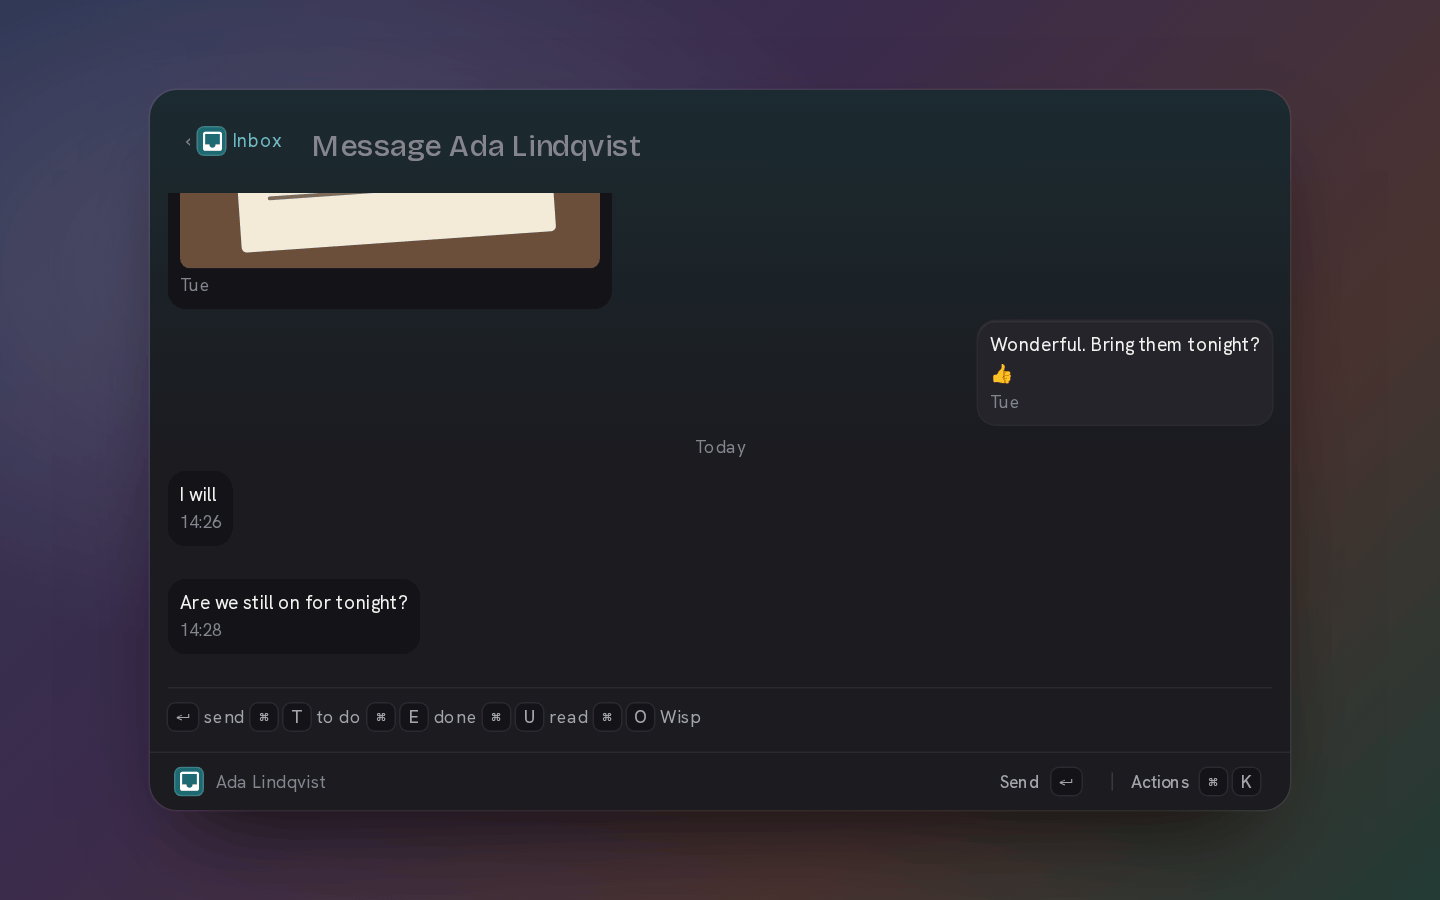 ‹ Inbox Message Ada Lindqvist
Tue
Wonderful. Bring them tonight?
👍
Tue
Today
I will
14:26
Are we still on for tonight?
14:28
↵ send ⌘ T to do ⌘ E done ⌘ U read ⌘ O Wisp
Ada Lindqvist Send ↵ Actions ⌘ K